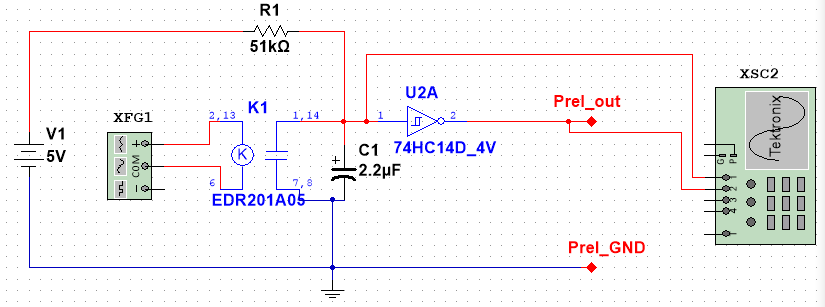 R1
51kΩ
XSC2
XFG1
K1
U2A
Prel_out
V1
5V
+
COM
−
2,13
K
6
1,14
7,8
EDR201A05
+
C1
2.2µF
1
2
74HC14D_4V
Tektronix
G
P
1
2
3
4
Prel_GND